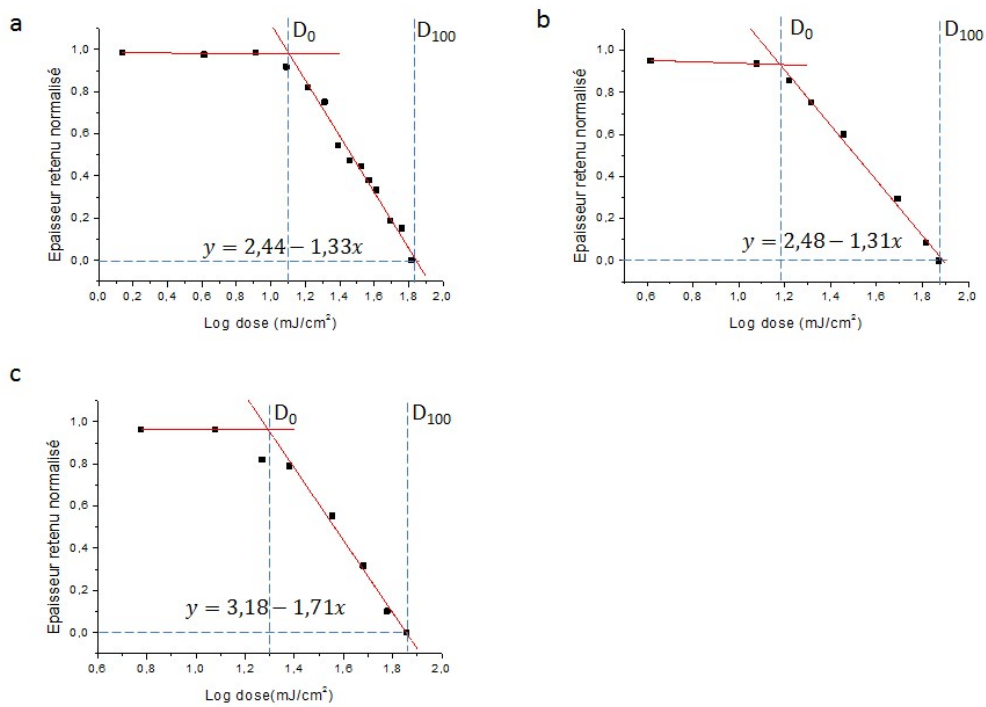 a
D0
D100
1,0
0,8
0,6
0,4
0,2
0,0
Epaisseur retenu normalisé
y = 2,44 − 1,33x
0,0 0,2 0,4 0,6 0,8 1,0 1,2 1,4 1,6 1,8 2,0
Log dose (mJ/cm²)
b
D0
D100
1,0
0,8
0,6
0,4
0,2
0,0
Epaisseur retenu normalisé
y = 2,48 − 1,31x
0,6 0,8 1,0 1,2 1,4 1,6 1,8 2,0
Log dose (mJ/cm²)
c
D0
D100
1,0
0,8
0,6
0,4
0,2
0,0
Epaisseur retenu normalisé
y = 3,18 − 1,71x
0,6 0,8 1,0 1,2 1,4 1,6 1,8 2,0
Log dose(mJ/cm²)